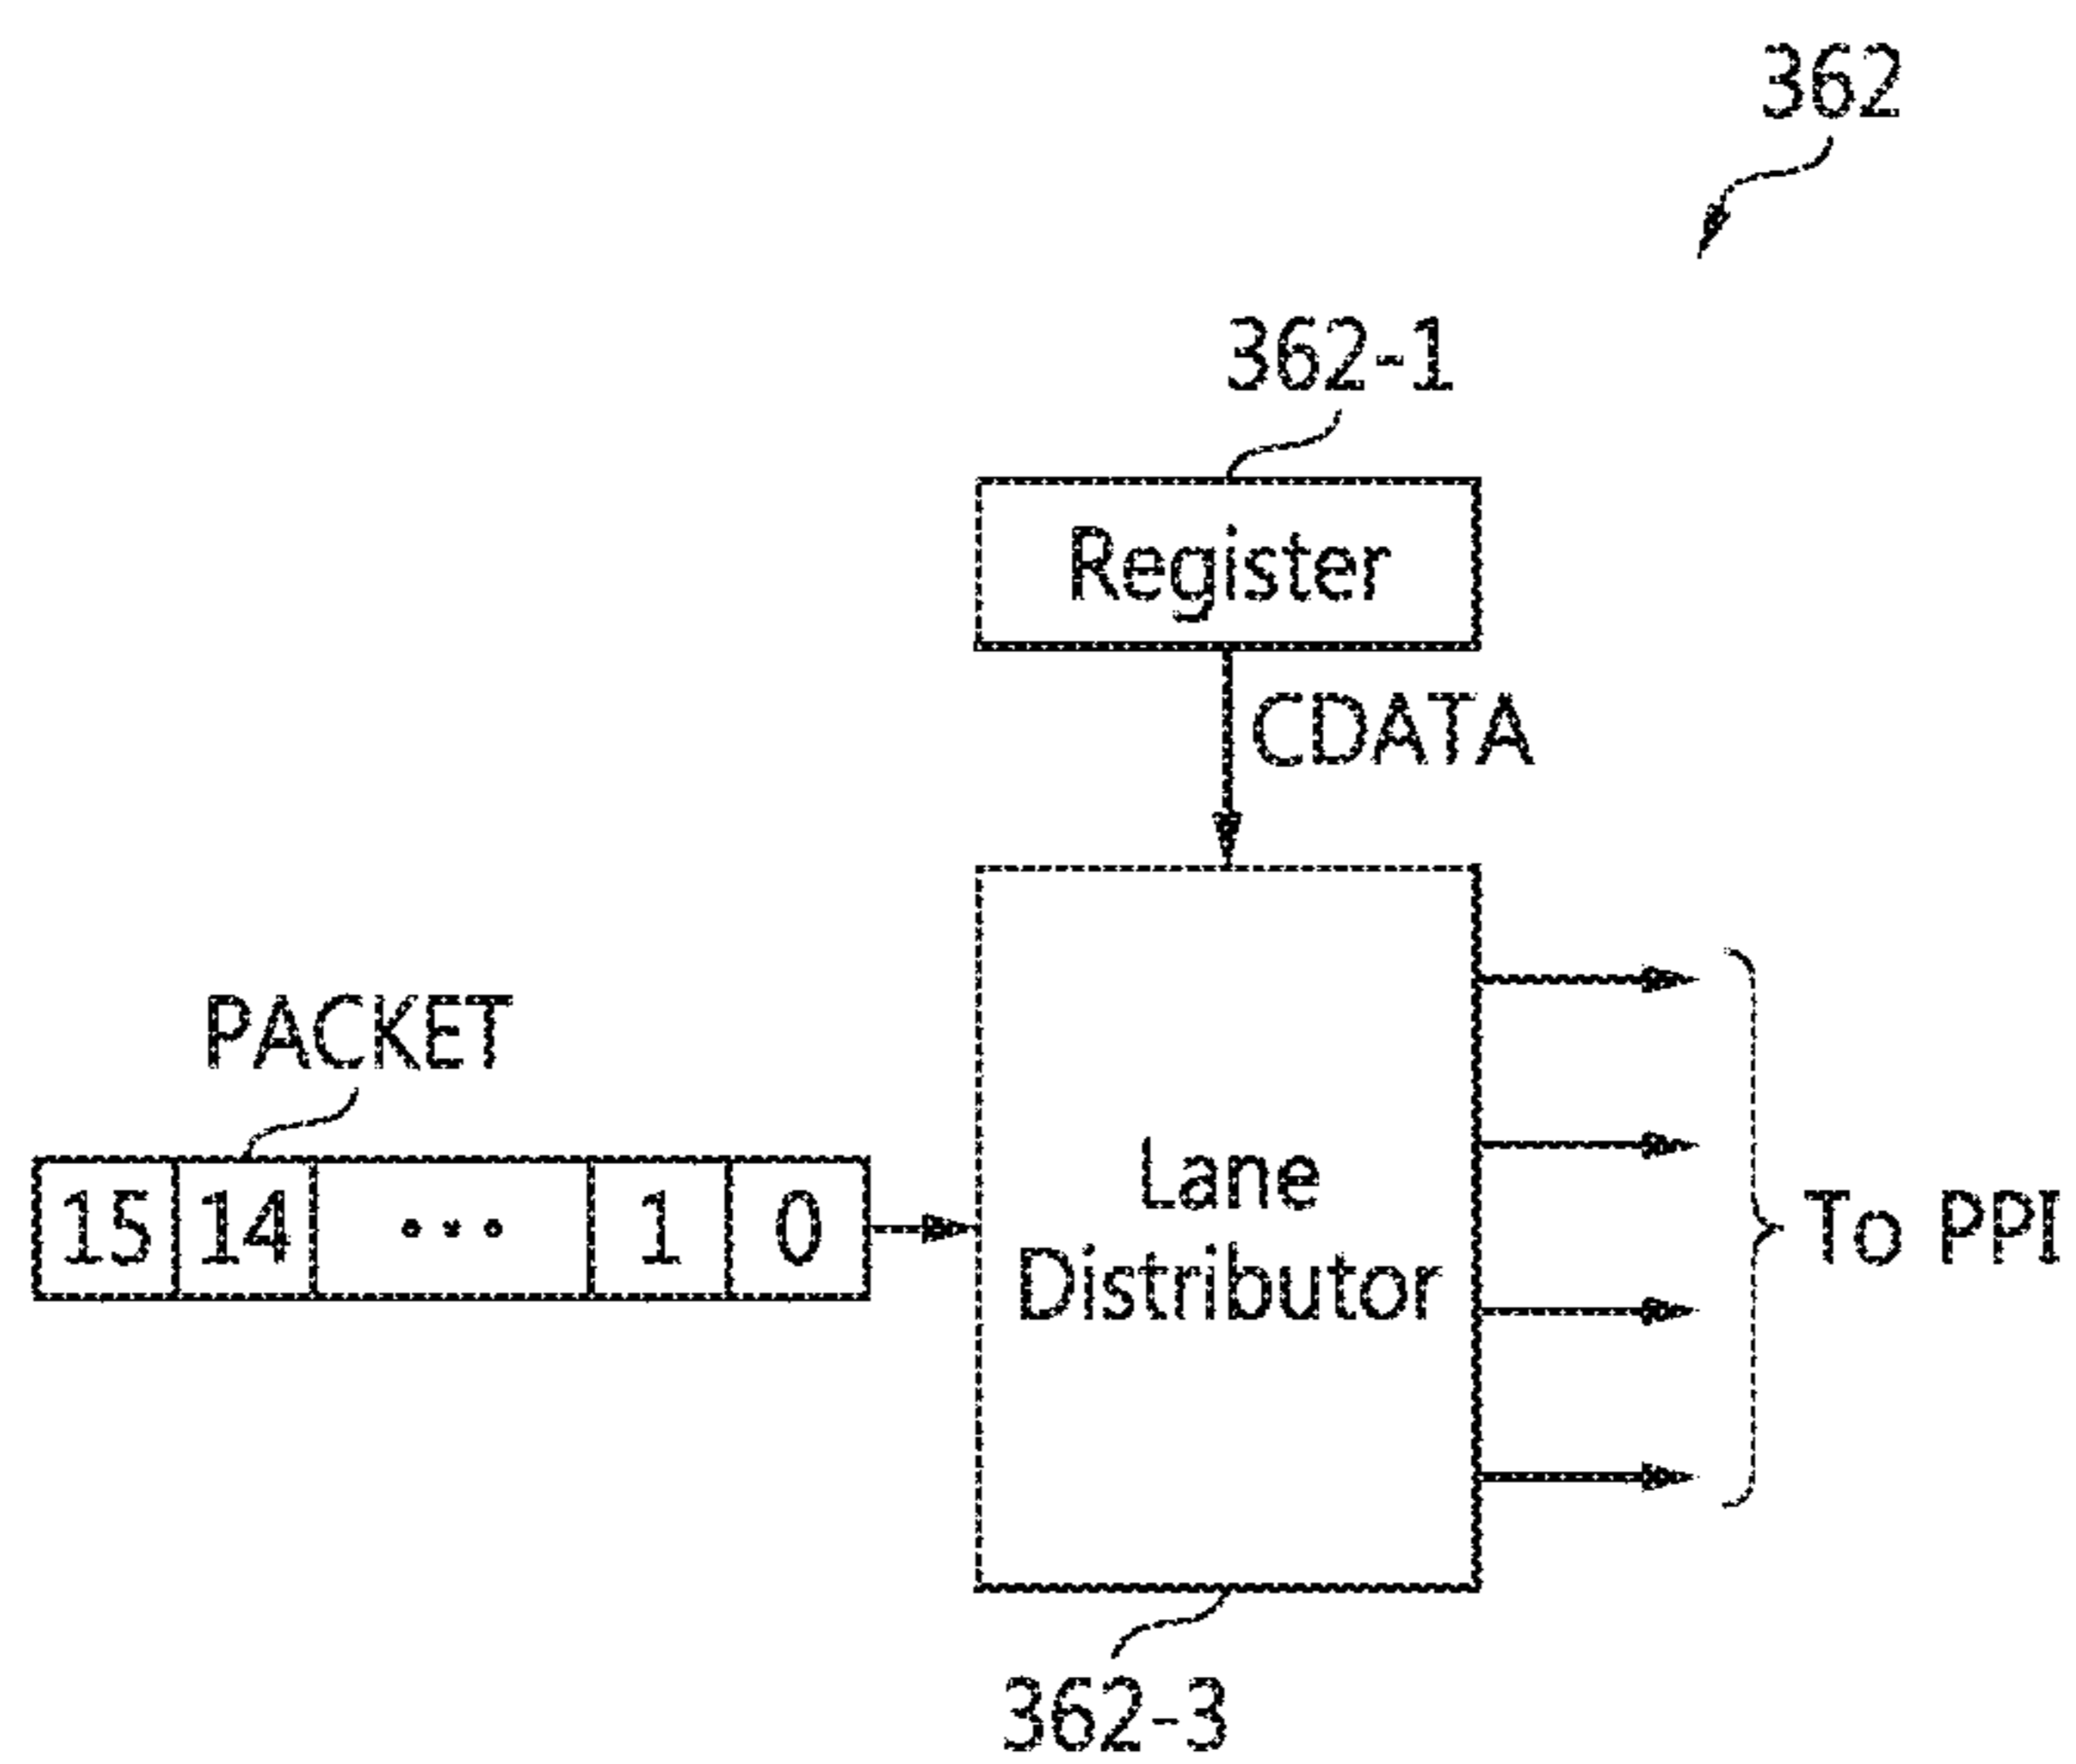 362
362-1
Register
CDATA
PACKET
15 14 ... 1 0
Lane
Distributor
To PPI
362-3